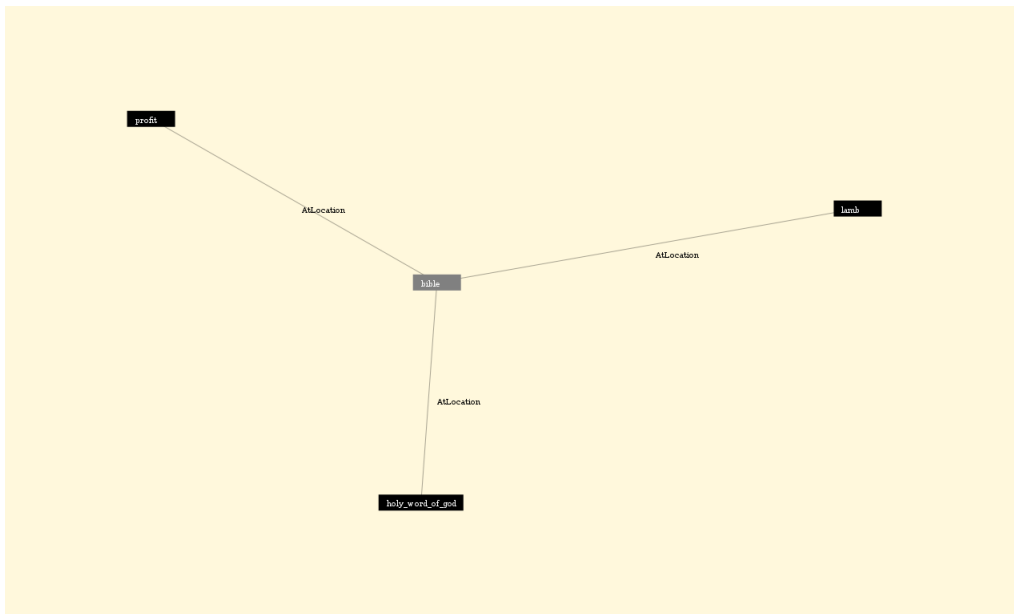 profit
lamb
AtLocation
AtLocation
bible
AtLocation
holy_word_of_god